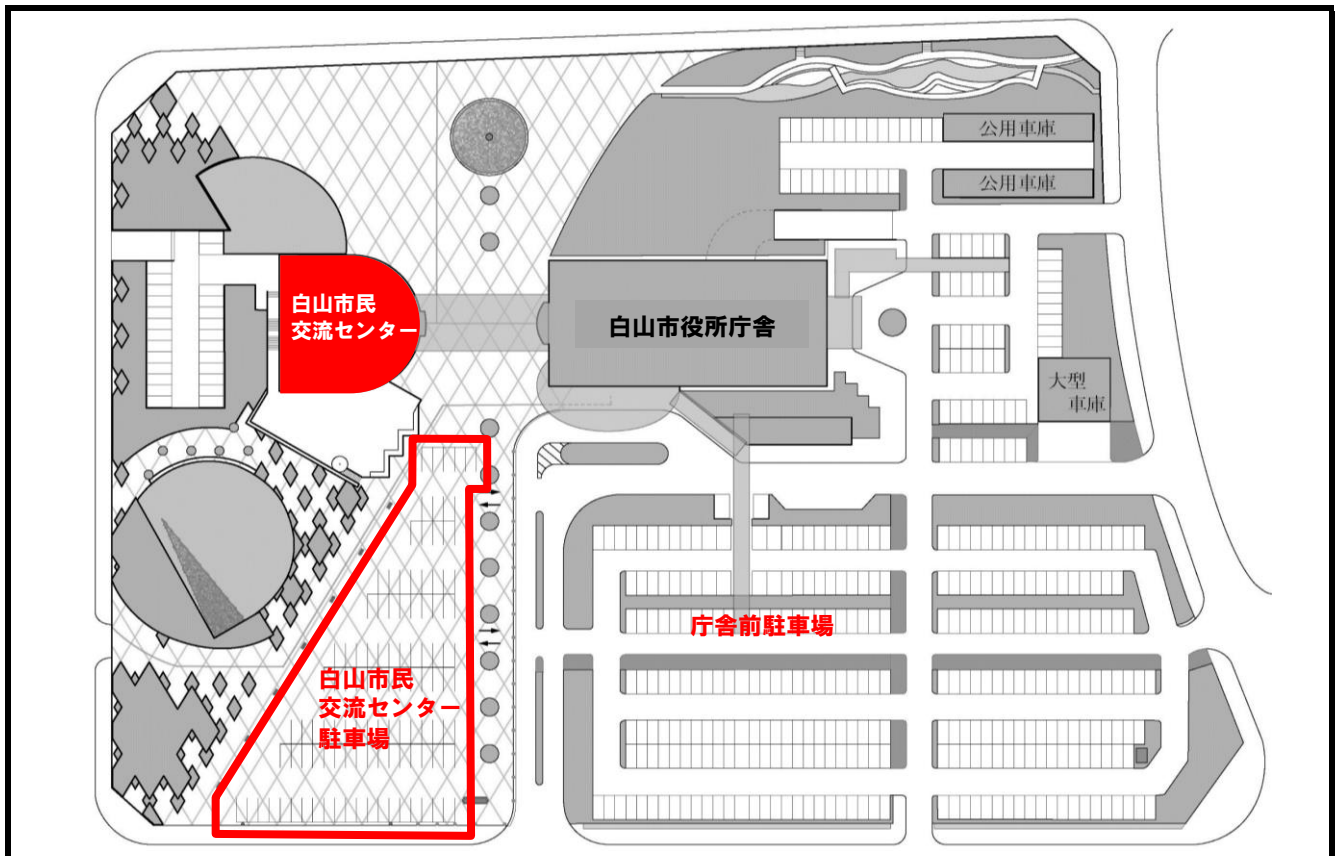 公用車庫
公用車庫
白山市民
交流センター
白山市役所庁舎
大型
車庫
庁舎前駐車場
白山市民
交流センター
駐車場